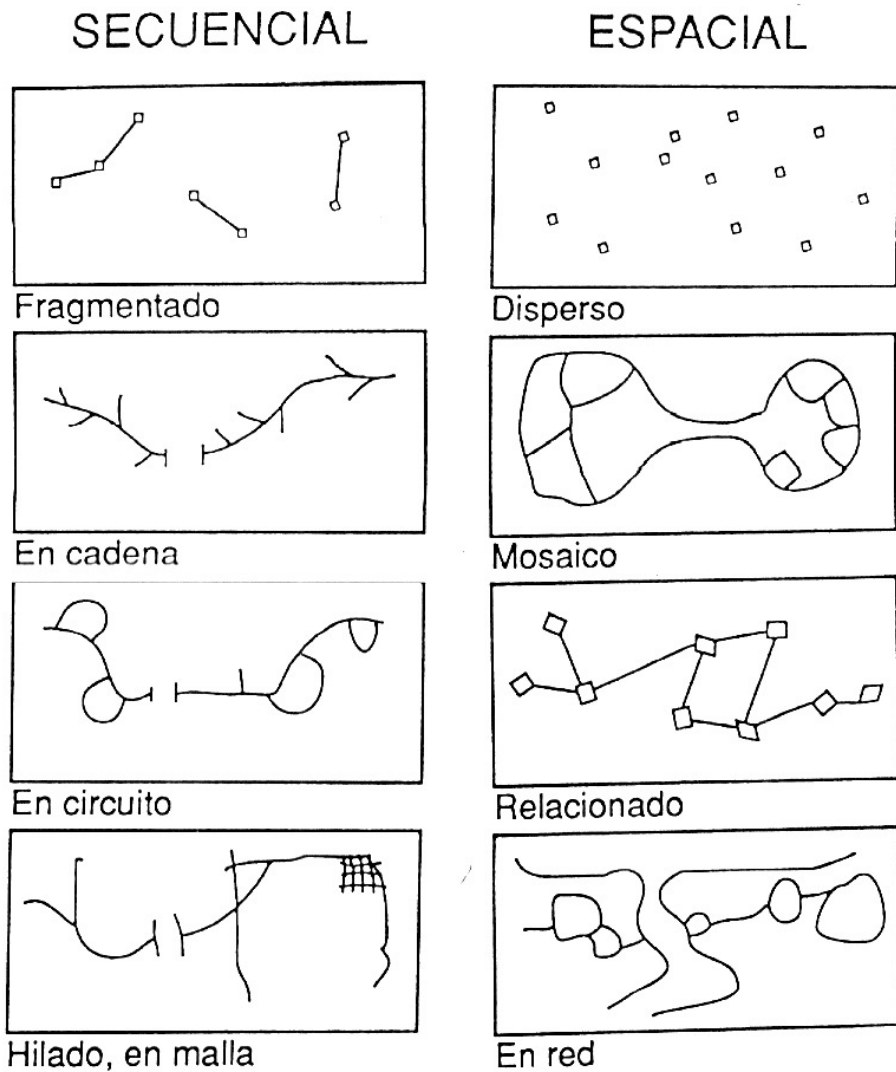 SECUENCIAL
ESPACIAL
Fragmentado
Disperso
En cadena
Mosaico
En circuito
Relacionado
Hilado, en malla
En red